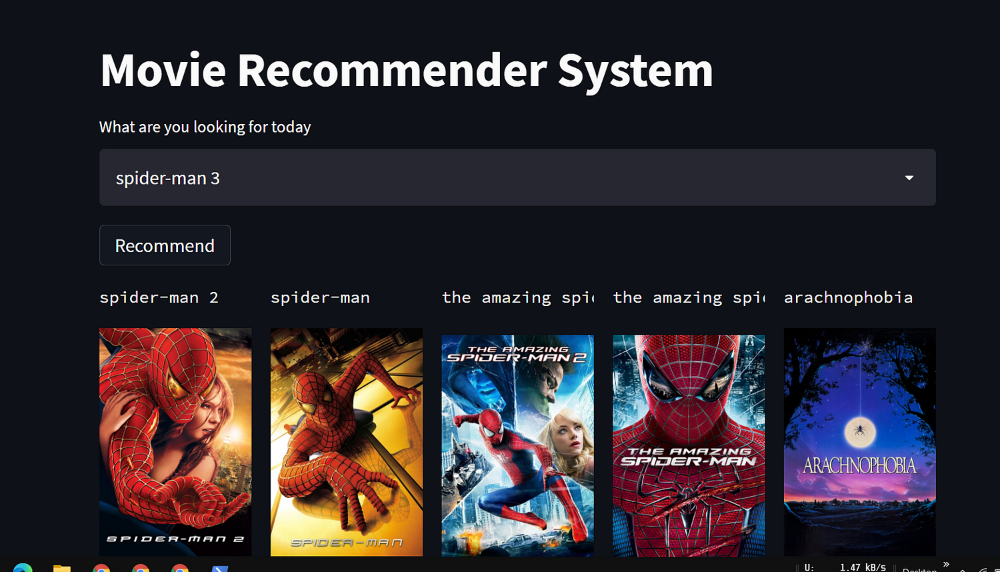 Movie Recommender System
What are you looking for today
spider-man 3
Recommend
spider-man 2
spider-man
the amazing spi
the amazing spi
arachnophobia
SPIDER-MAN 2
SPIDER-MAN
THE AMAZING
SPIDER-MAN 2
THE AMAZING
SPIDER-MAN
ARACHNOPHOBIA
U: 1.47 kB/s
Desktop
»